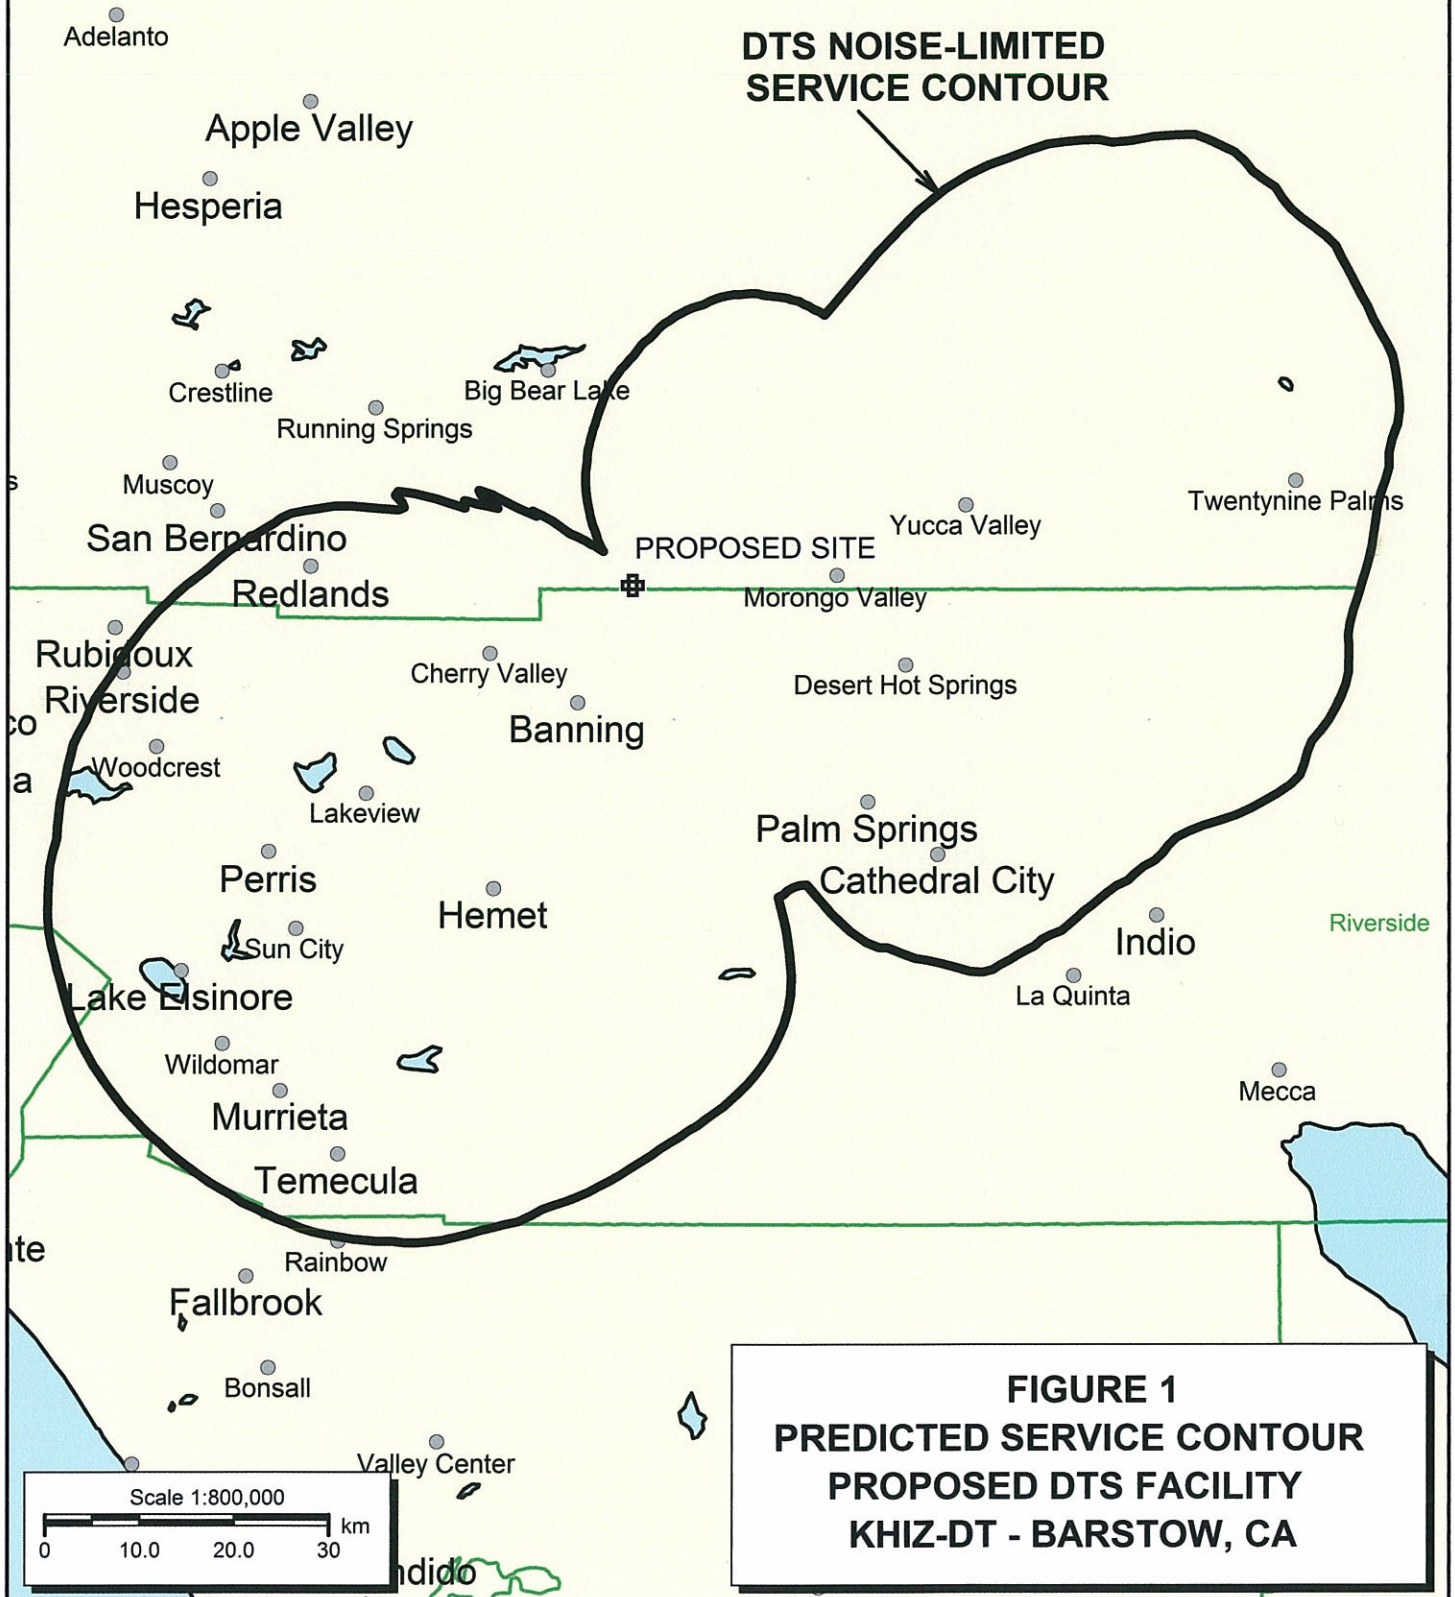 Adelanto
DTS NOISE-LIMITED
SERVICE CONTOUR
Apple Valley
Hesperia
Crestline
Big Bear Lake
Running Springs
Muscoy
s
San Bernardino
Twentynine Palms
Yucca Valley
PROPOSED SITE
Redlands
Morongo Valley
Rubidoux
Cherry Valley
Desert Hot Springs
Riverside
co
Banning
Woodcrest
a
Lakeview
Palm Springs
Perris
Cathedral City
Hemet
Riverside
Sun City
Indio
Lake Elsinore
La Quinta
Wildomar
Mecca
Murrieta
Temecula
nte
Rainbow
Fallbrook
Bonsall
Valley Center
FIGURE 1
PREDICTED SERVICE CONTOUR
PROPOSED DTS FACILITY
KHIZ-DT - BARSTOW, CA
Scale 1:800,000
km
0 10.0 20.0 30
ndido